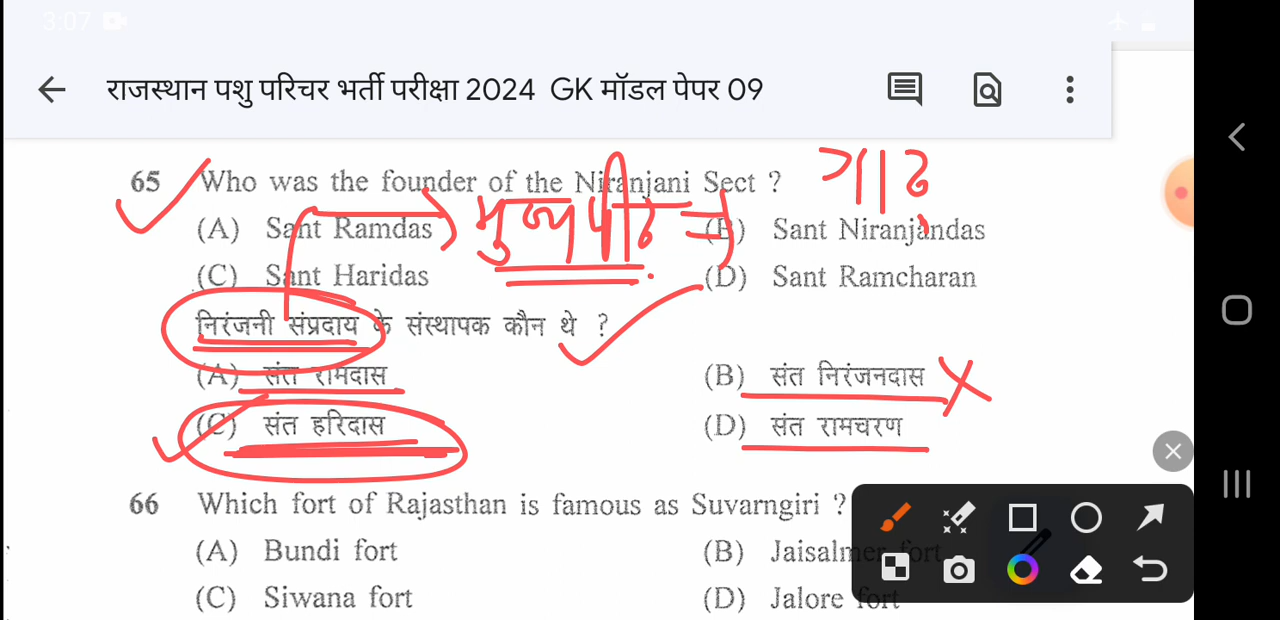 3:07
राजस्थान पशु परिचर भर्ती परीक्षा 2024 GK मॉडल पेपर 09
65 Who was the founder of the Niranjani Sect ?
(A) Sant Ramdas (B) Sant Niranjandas
(C) Sant Haridas (D) Sant Ramcharan
मुख्य पीठ ⇒ गाढ़
निरंजनी संप्रदाय के संस्थापक कौन थे ?
(A) संत रामदास (B) संत निरंजनदास
(C) संत हरिदास (D) संत रामचरण
66 Which fort of Rajasthan is famous as Suvarngiri ?
(A) Bundi fort (B) Jaisalmer fort
(C) Siwana fort (D) Jalore fort